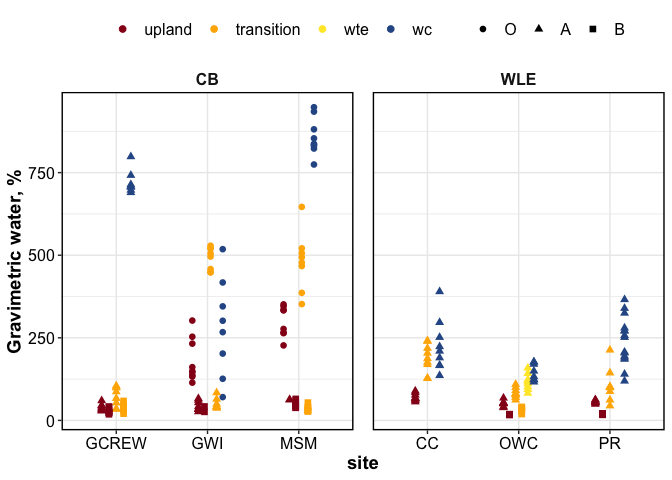 upland transition wte wc O A B
CB WLE
Gravimetric water, %
750
500
250
0
GCREW GWI MSM CC OWC PR
site